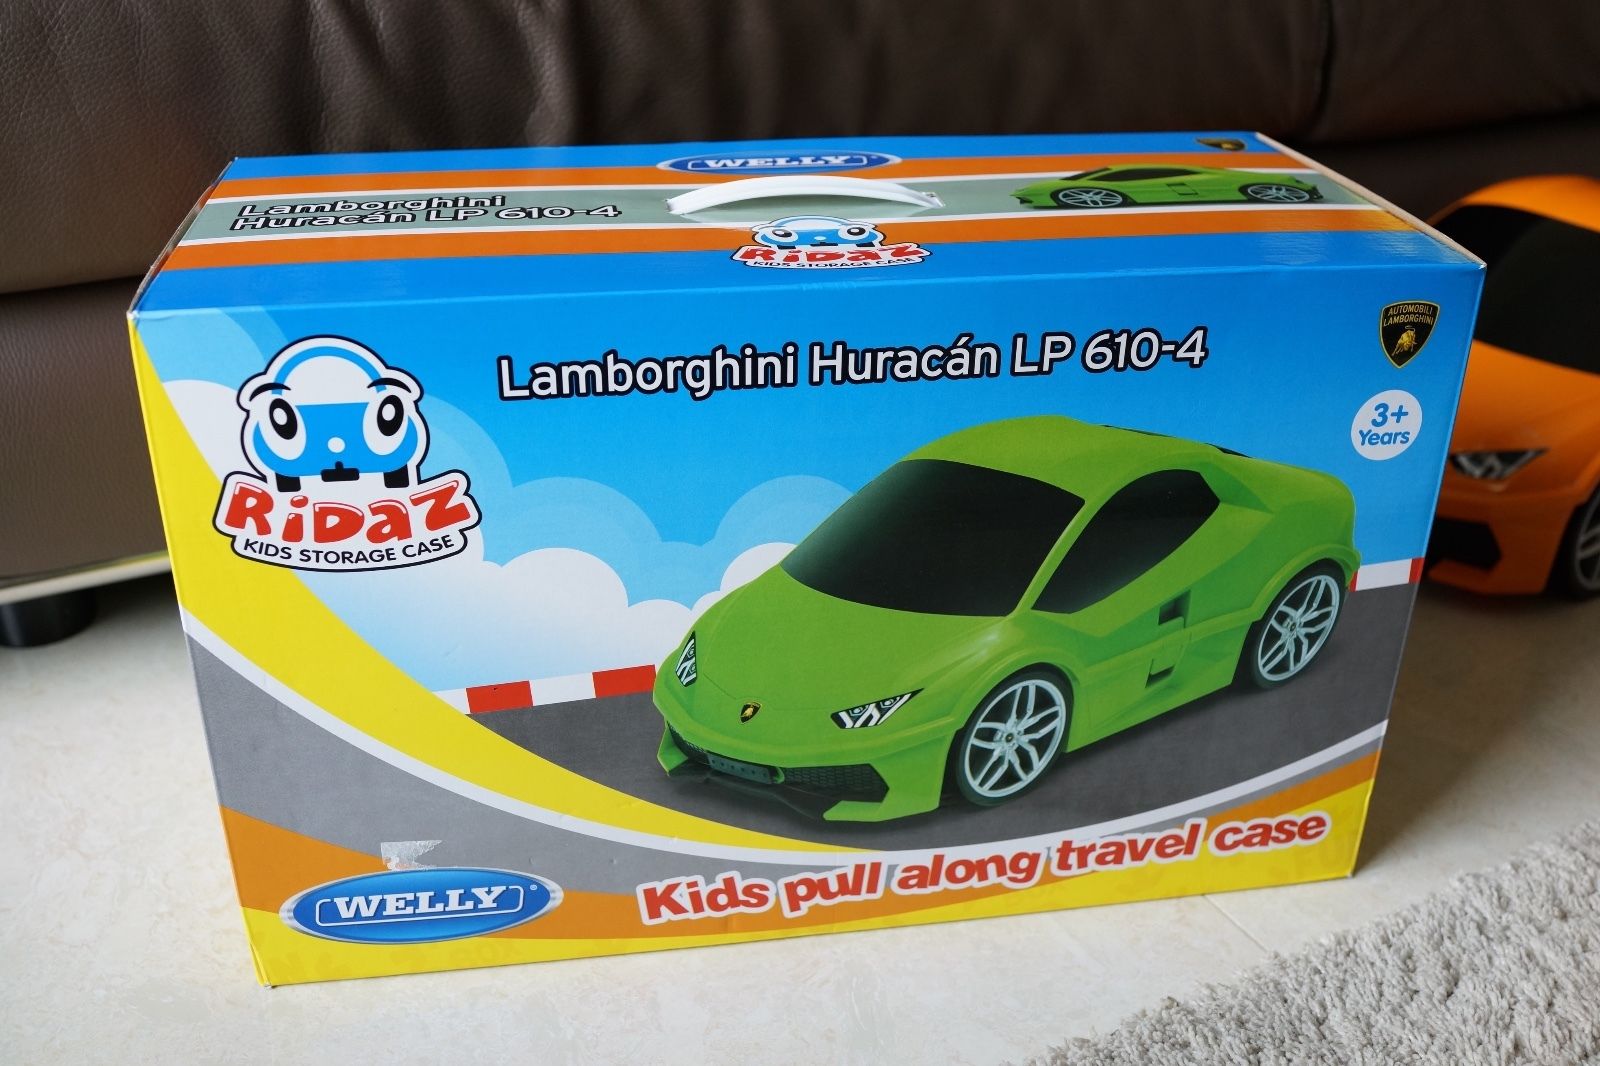 WELLY
Lamborghini
Huracán LP 610-4
RiDaZ
KIDS STORAGE CASE
Lamborghini Huracán LP 610-4
AUTOMOBILI
LAMBORGHINI
3+
Years
RiDaZ
KIDS STORAGE CASE
WELLY
Kids pull along travel case